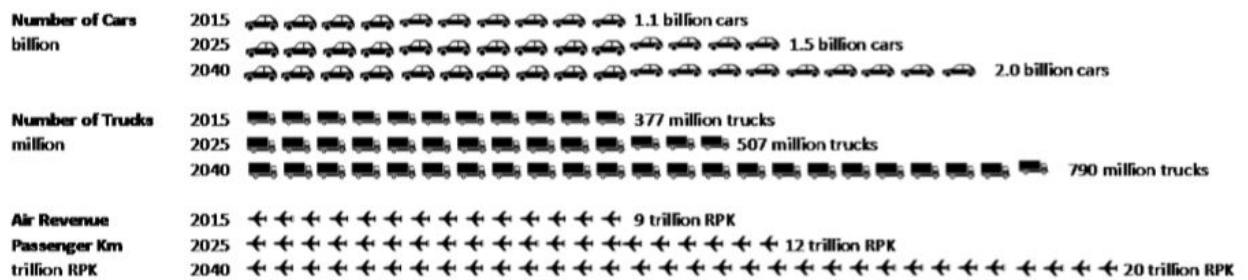 Number of Cars 2015 1.1 billion cars
billion 2025 1.5 billion cars
2040 2.0 billion cars
Number of Trucks 2015 377 million trucks
million 2025 507 million trucks
2040 790 million trucks
Air Revenue 2015 9 trillion RPK
Passenger Km 2025 12 trillion RPK
trillion RPK 2040 20 trillion RPK